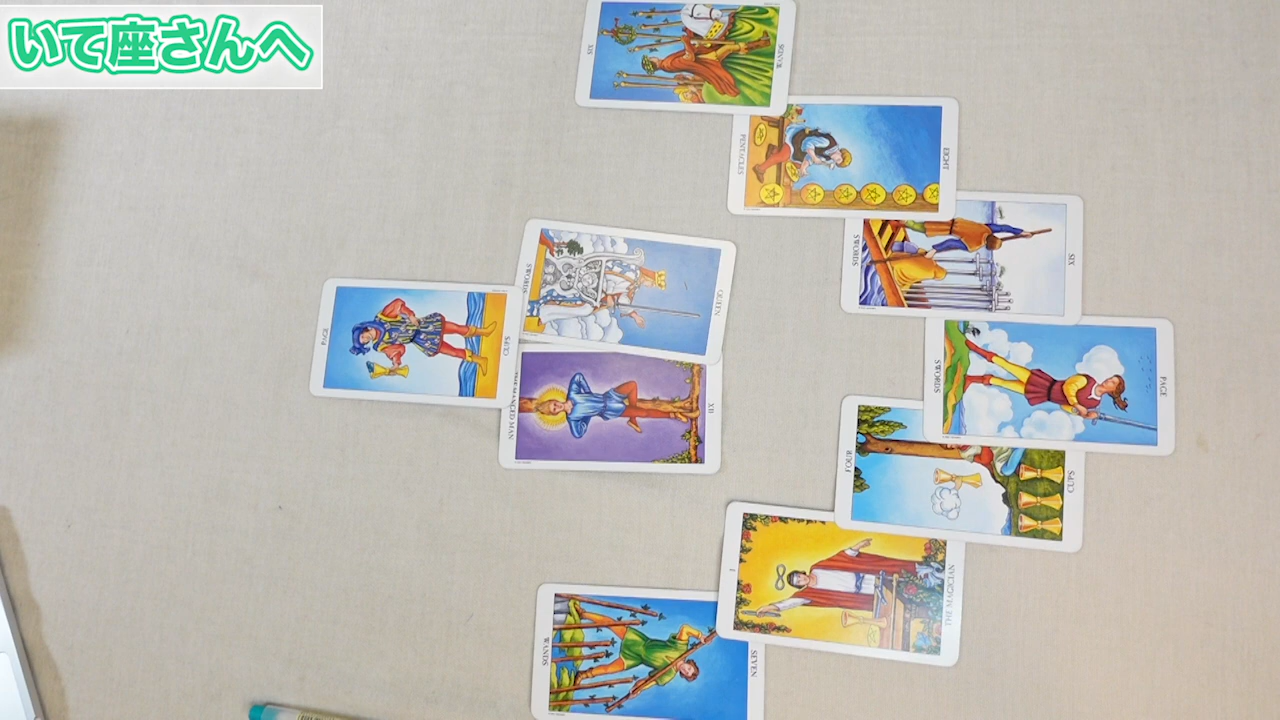 いて座さんへ
SIX
WANDS
EIGHT
PENTACLES
SIX
SWORDS
QUEEN
SWORDS
PAGE
CUPS
XII
THE HANGED MAN
PAGE
SWORDS
FOUR
CUPS
I
THE MAGICIAN
SEVEN
WANDS